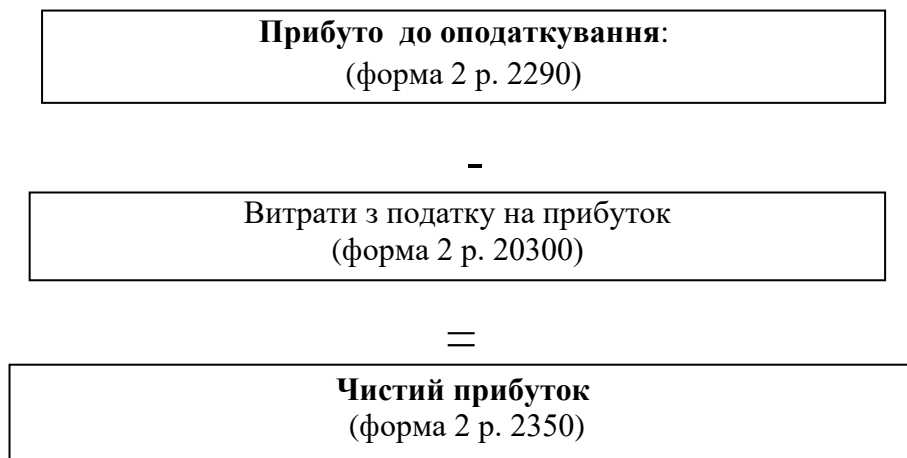 Прибуто до оподаткування:
(форма 2 р. 2290)
-
Витрати з податку на прибуток
(форма 2 р. 20300)
=
Чистий прибуток
(форма 2 р. 2350)